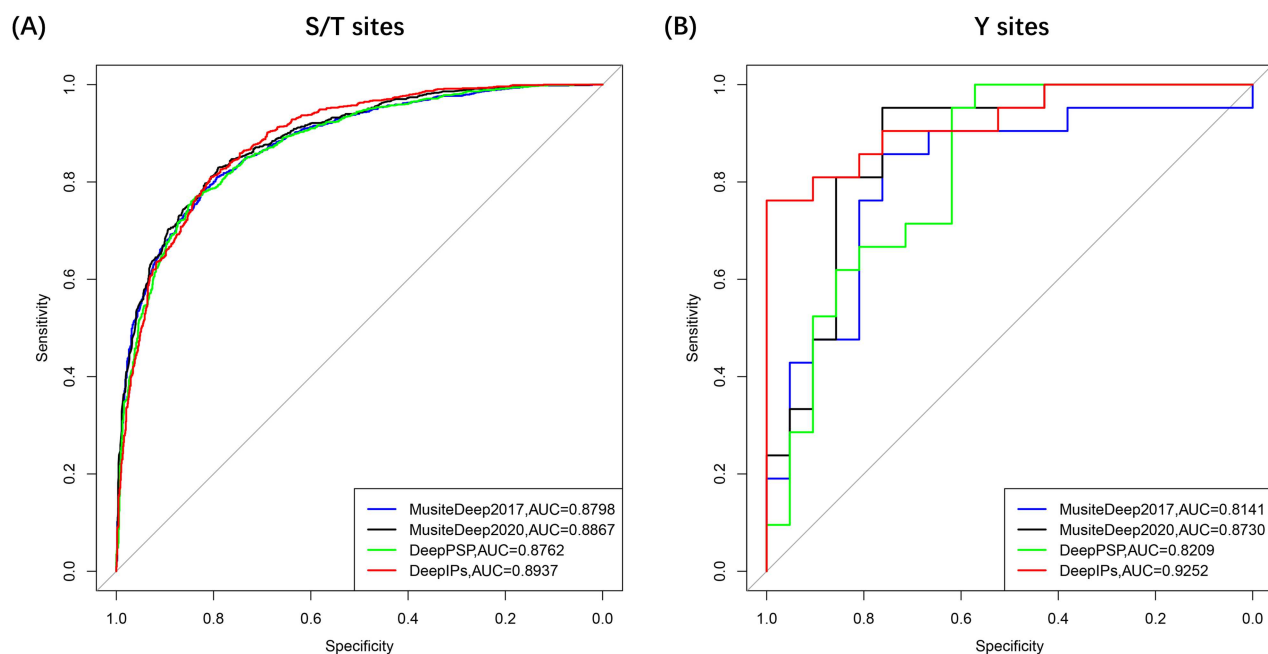 (A) S/T sites
1.0
0.8
0.6
0.4
0.2
0.0
Sensitivity
MusiteDeep2017,AUC=0.8798
MusiteDeep2020,AUC=0.8867
DeepPSP,AUC=0.8762
DeepIPs,AUC=0.8937
1.0 0.8 0.6 0.4 0.2 0.0
Specificity
(B) Y sites
1.0
0.8
0.6
0.4
0.2
0.0
Sensitivity
MusiteDeep2017,AUC=0.8141
MusiteDeep2020,AUC=0.8730
DeepPSP,AUC=0.8209
DeepIPs,AUC=0.9252
1.0 0.8 0.6 0.4 0.2 0.0
Specificity